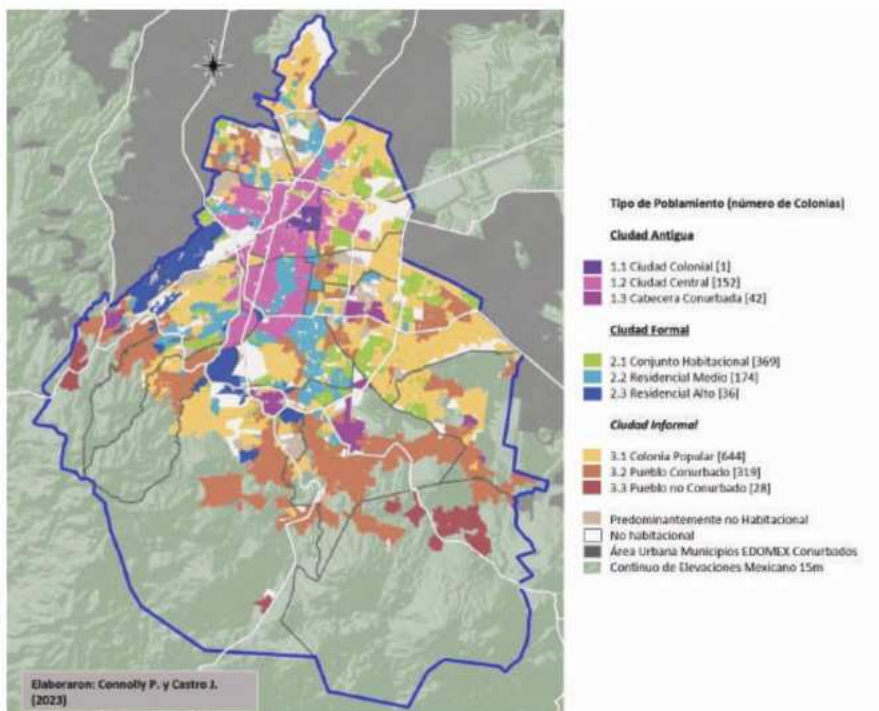 Tipo de Poblamiento (número de Colonias)
Ciudad Antigua
1.1 Ciudad Colonial [1]
1.2 Ciudad Central [152]
1.3 Cabecera Conurbada [42]
Ciudad Formal
2.1 Conjunto Habitacional [369]
2.2 Residencial Medio [174]
2.3 Residencial Alto [36]
Ciudad Informal
3.1 Colonia Popular [644]
3.2 Pueblo Conurbado [319]
3.3 Pueblo no Conurbado [28]
Predominantemente no Habitacional
No habitacional
Área Urbana Municipios EDOMEX Conurbados
Continuo de Elevaciones Mexicano 15m
Elaboraron: Connolly P. y Castro J.
(2023)